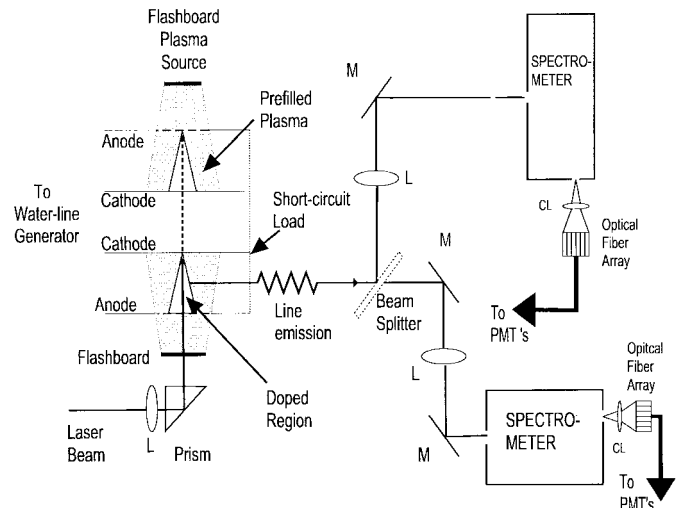 Flashboard
Plasma
Source
Prefilled
Plasma
Anode
Cathode
To
Water-line
Generator
Short-circuit
Load
Cathode
Anode
Line
emission
Flashboard
Doped
Region
Laser
Beam
L
Prism
M
L
SPECTRO-
METER
CL
Optical
Fiber
Array
To
PMT's
Beam
Splitter
M
L
M
SPECTRO-
METER
CL
Opitcal
Fiber
Array
To
PMT's